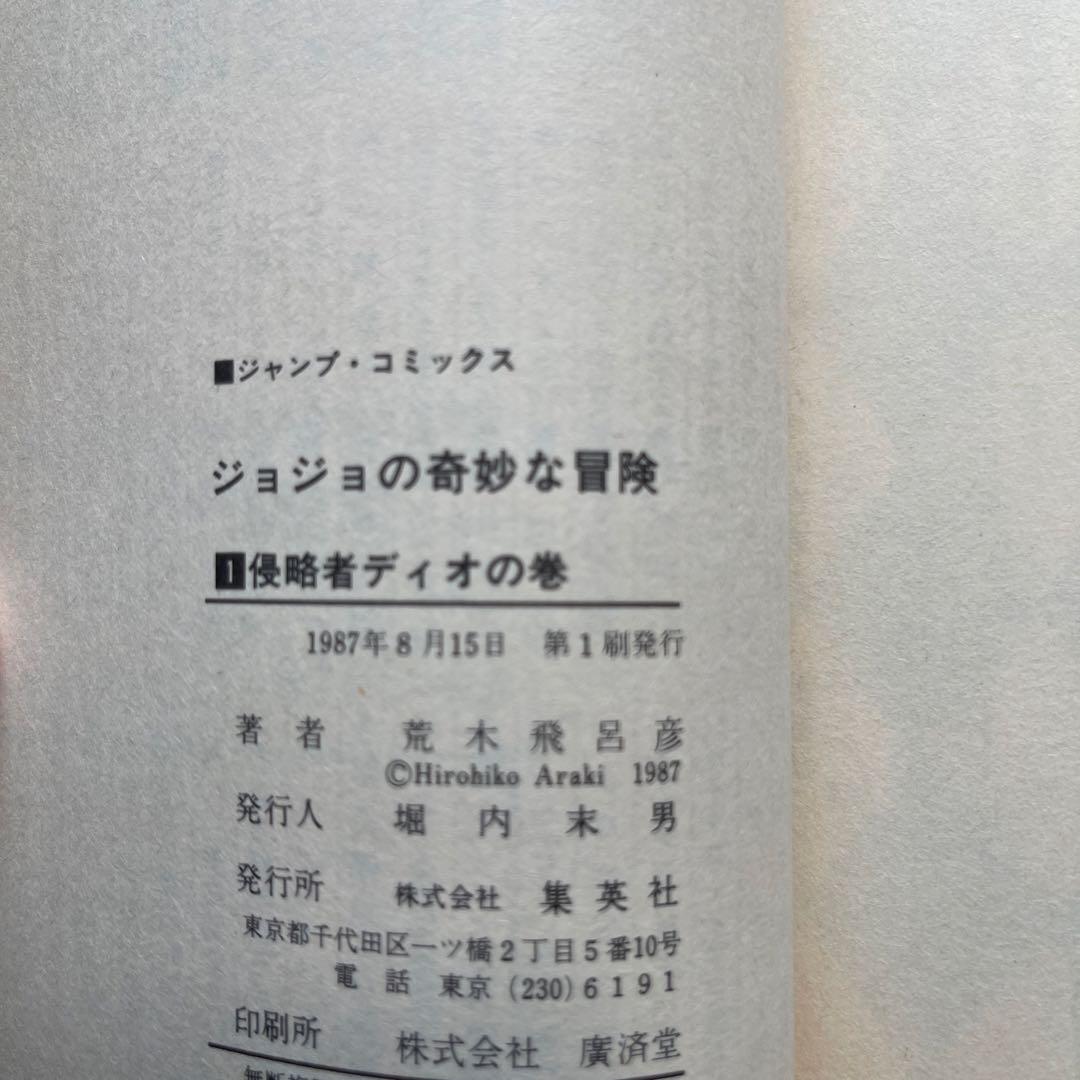 ■ジャンプ・コミックス
ジョジョの奇妙な冒険
1侵略者ディオの巻
1987年8月15日 第1刷発行
著者 荒木飛呂彦
©Hirohiko Araki 1987
発行人 堀内末男
発行所 株式会社 集英社
東京都千代田区一ツ橋2丁目5番10号
電話 東京 (230) 6191
印刷所 株式会社 廣済堂
無断